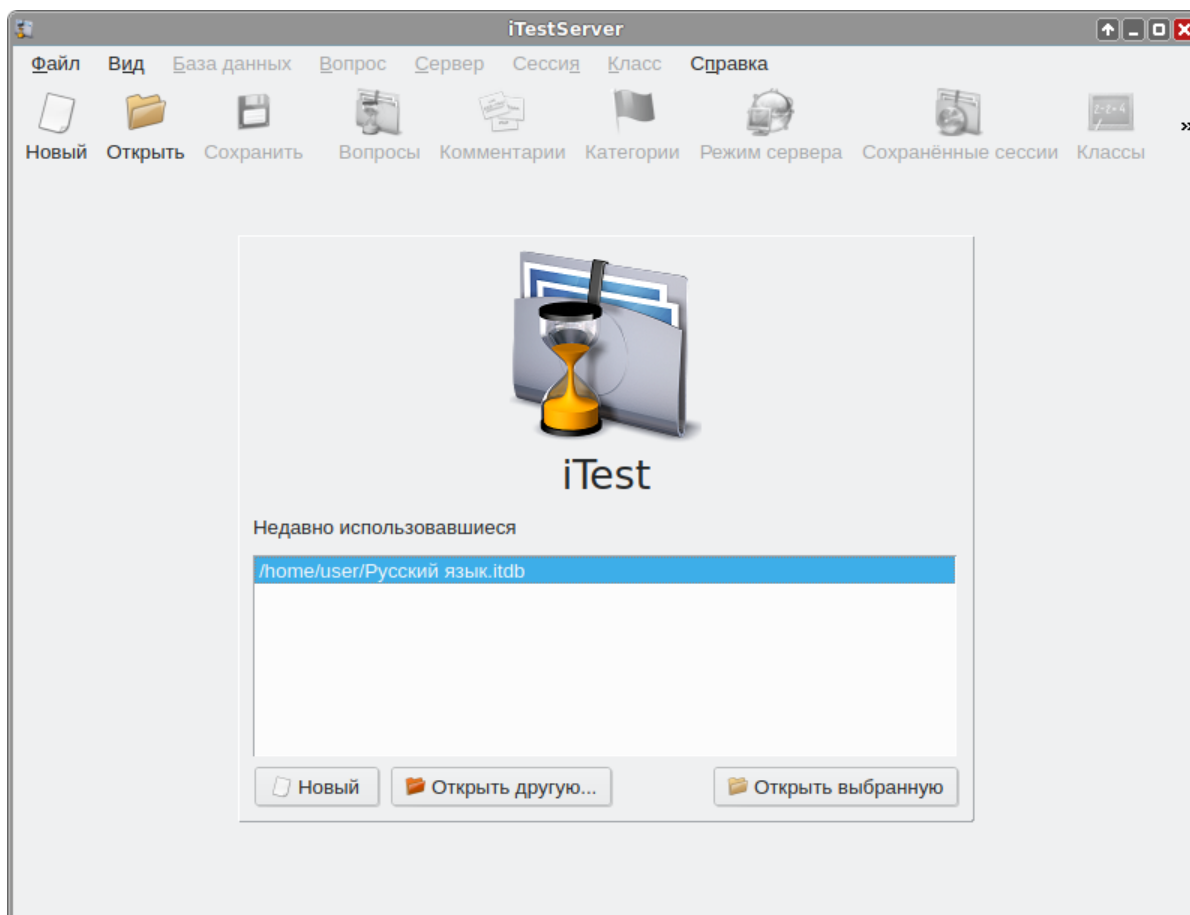 iTestServer
Файл Вид База данных Вопрос Сервер Сессия Класс Справка
Новый Открыть Сохранить Вопросы Комментарии Категории Режим сервера Сохранённые сессии Классы »
iTest
Недавно использовавшиеся
/home/user/Русский язык.itdb
Новый Открыть другую... Открыть выбранную